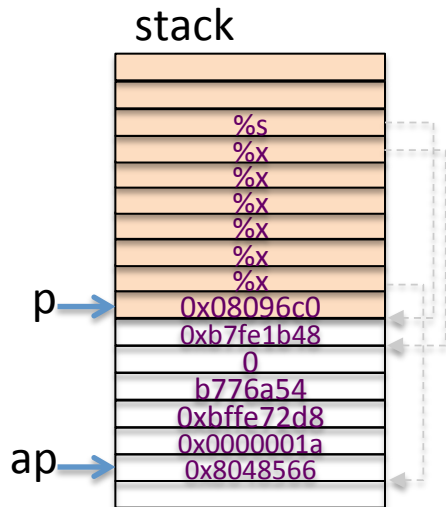 stack
%s
%x
%x
%x
%x
%x
%x
p
0x08096c0
0xb7fe1b48
0
b776a54
0xbffe72d8
0x0000001a
ap
0x8048566